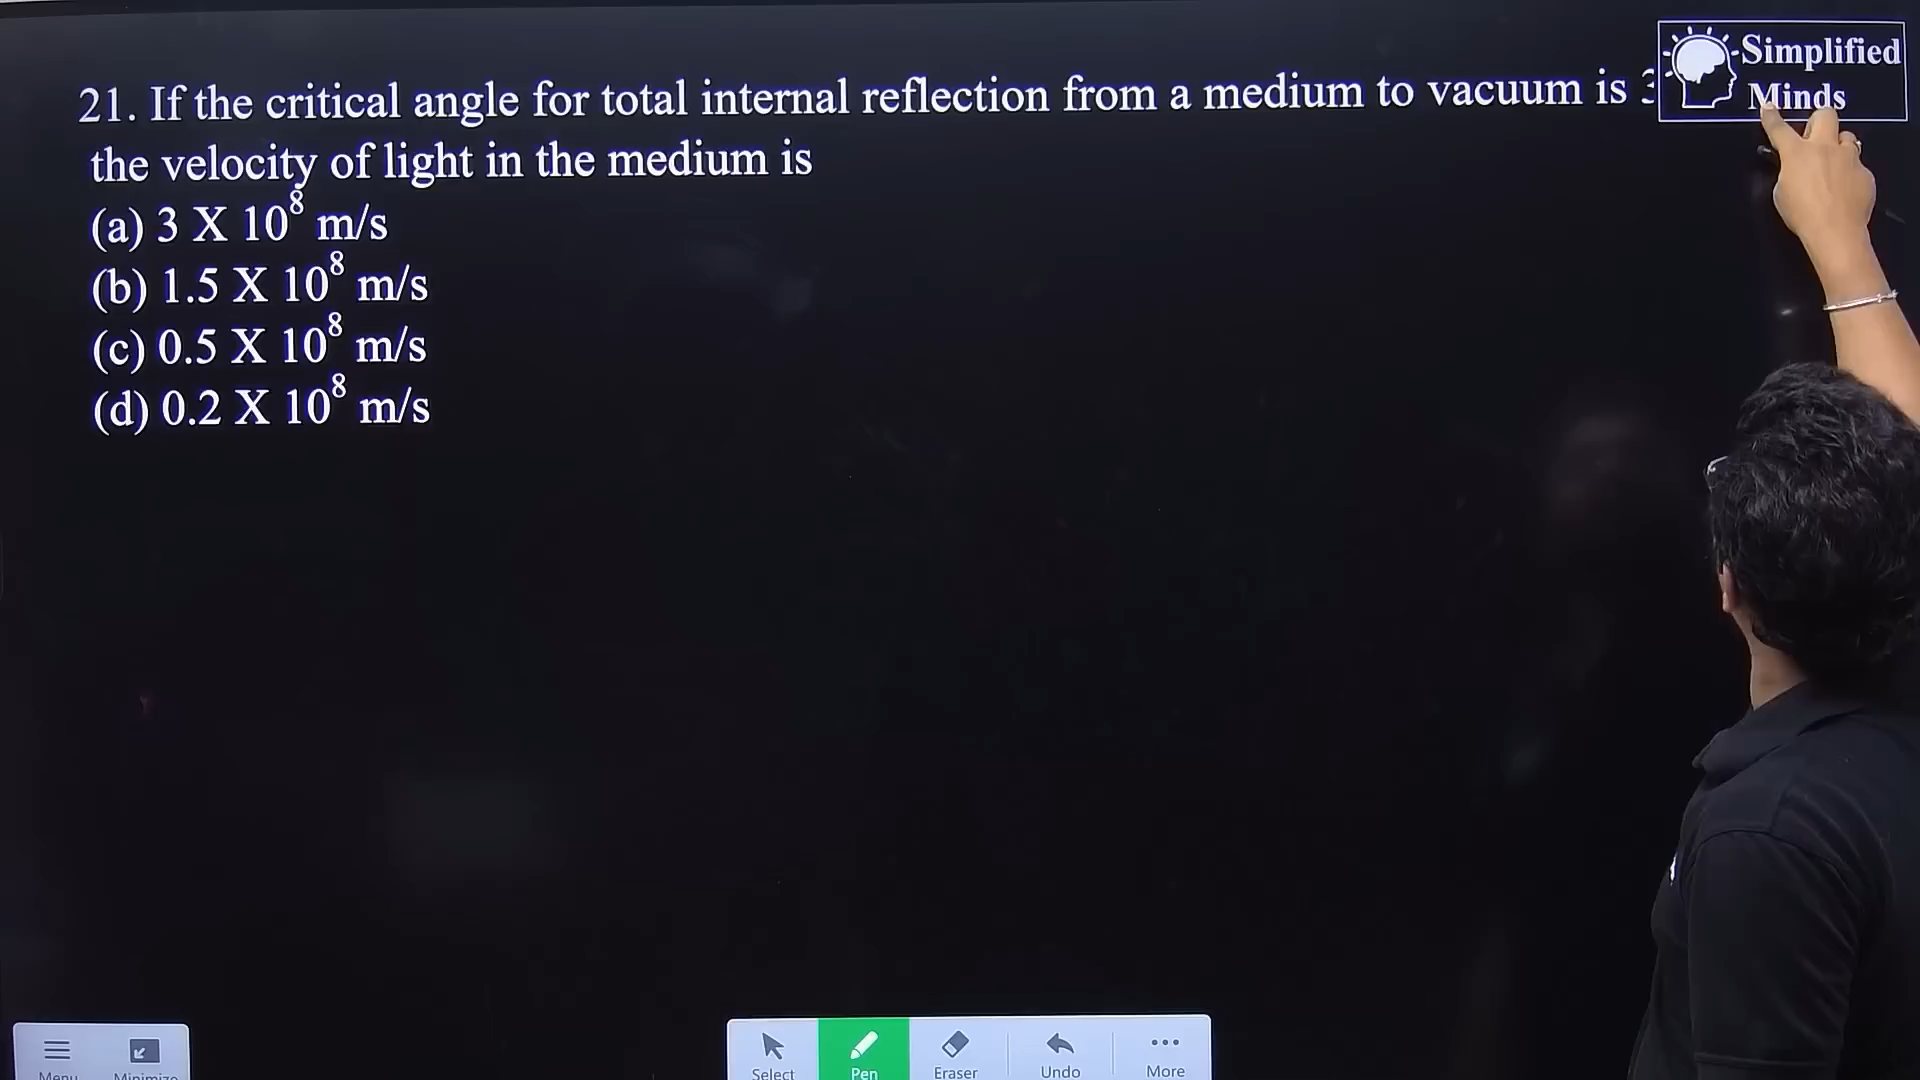 21. If the critical angle for total internal reflection from a medium to vacuum is
the velocity of light in the medium is
(a) 3 X 10⁸ m/s
(b) 1.5 X 10⁸ m/s
(c) 0.5 X 10⁸ m/s
(d) 0.2 X 10⁸ m/s
Simplified
Minds
Menu Minimize Select Pen Eraser Undo More